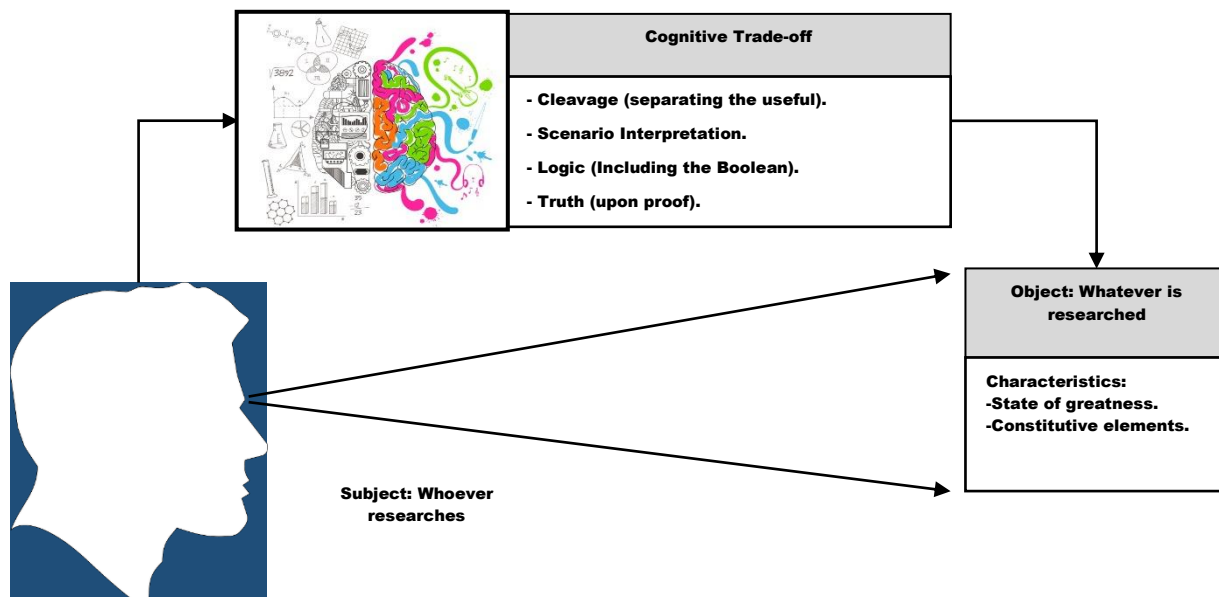 Cognitive Trade-off
- Cleavage (separating the useful).
- Scenario Interpretation.
- Logic (Including the Boolean).
- Truth (upon proof).
Object: Whatever is
researched
Characteristics:
-State of greatness.
-Constitutive elements.
Subject: Whoever
researches